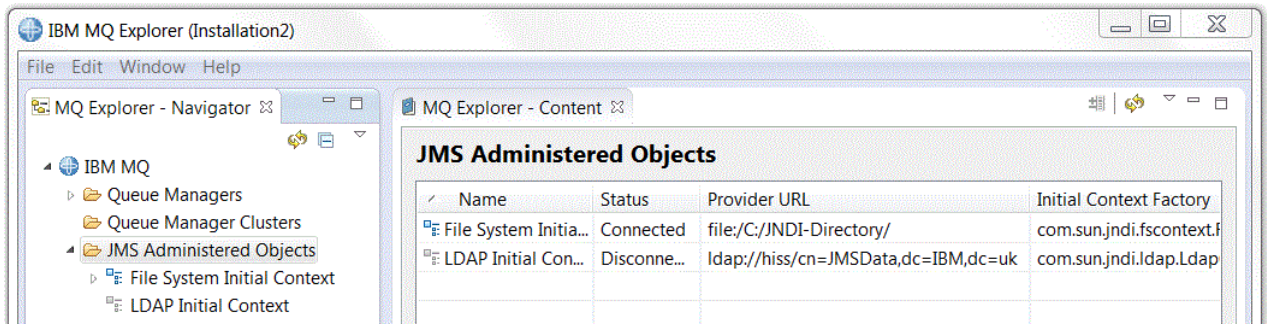 IBM MQ Explorer (Installation2)
File Edit Window Help
MQ Explorer - Navigator
IBM MQ
Queue Managers
Queue Manager Clusters
JMS Administered Objects
File System Initial Context
LDAP Initial Context
MQ Explorer - Content
JMS Administered Objects
Name Status Provider URL Initial Context Factory
File System Initia... Connected file:/C:/JNDI-Directory/ com.sun.jndi.fscontext.F
LDAP Initial Con... Disconne... ldap://hiss/cn=JMSData,dc=IBM,dc=uk com.sun.jndi.ldap.Ldap